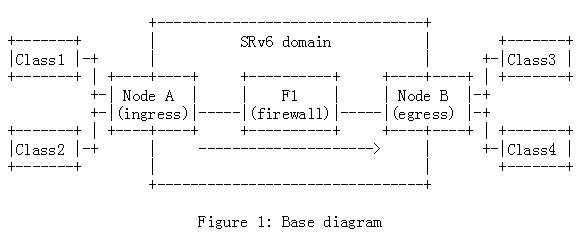 SRv6 domain
Class1
Class3
Node A
(ingress)
F1
(firewall)
Node B
(egress)
Class2
Class4
Figure 1: Base diagram